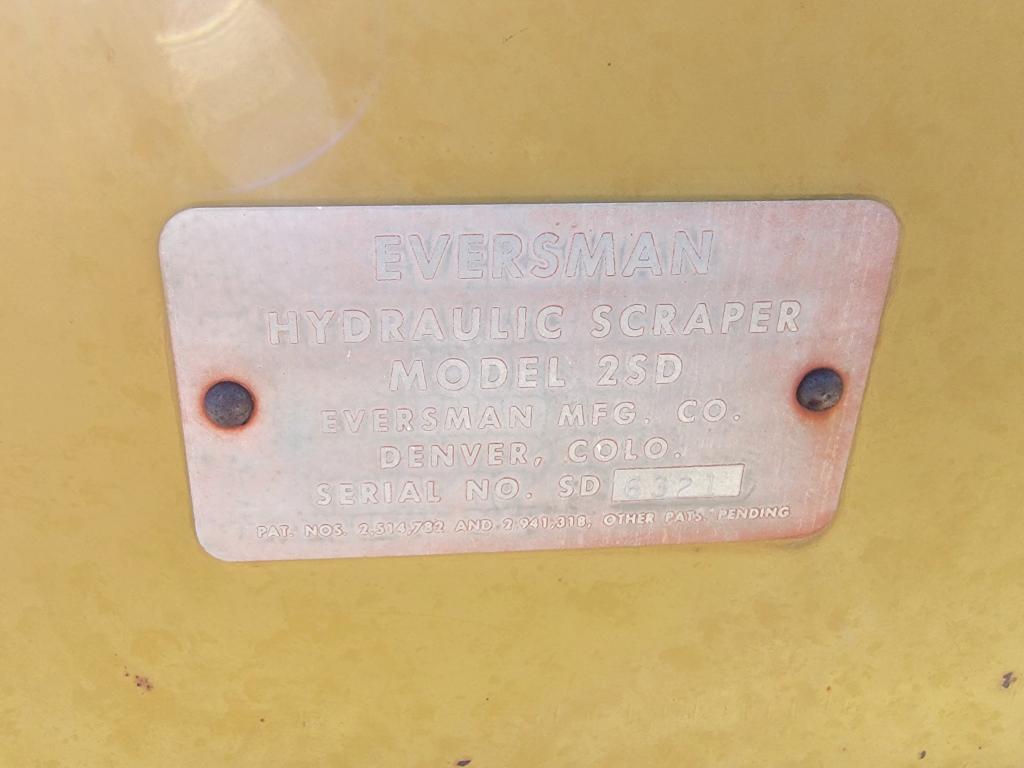 EVERSMAN
HYDRAULIC SCRAPER
MODEL 2SD
EVERSMAN MFG. CO.
DENVER, COLO.
SERIAL NO. SD 6321
PAT. NOS. 2,514,782 AND 2,941,318, OTHER PATS. PENDING